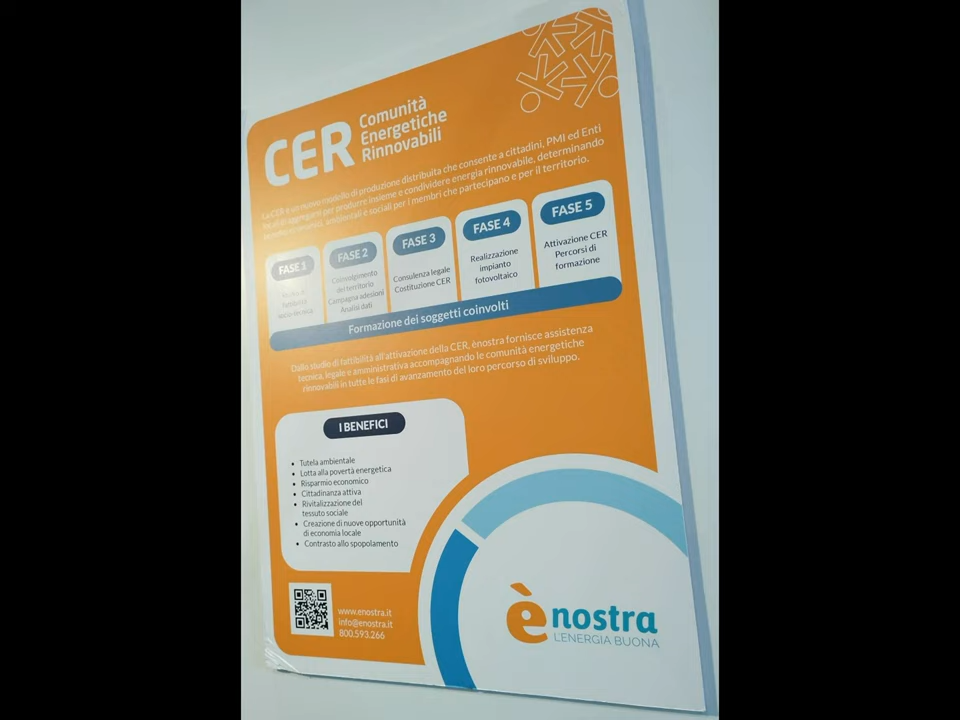 CER
Comunità
Energetiche
Rinnovabili
La CER è un nuovo modello di produzione distribuita che consente a cittadini, PMI ed Enti
locali di aggregarsi per produrre insieme e condividere energia rinnovabile, determinando
benefici economici, ambientali e sociali per i membri che partecipano e per il territorio.
FASE 1
Studio di
fattibilità
socio-tecnica
FASE 2
Coinvolgimento
del territorio
Campagna adesioni
Analisi dati
FASE 3
Consulenza legale
Costituzione CER
FASE 4
Realizzazione
impianto
fotovoltaico
FASE 5
Attivazione CER
Percorsi di
formazione
Formazione dei soggetti coinvolti
Dallo studio di fattibilità all'attivazione della CER, ènostra fornisce assistenza
tecnica, legale e amministrativa accompagnando le comunità energetiche
rinnovabili in tutte le fasi di avanzamento del loro percorso di sviluppo.
I BENEFICI
• Tutela ambientale
• Lotta alla povertà energetica
• Risparmio economico
• Cittadinanza attiva
• Rivitalizzazione del
tessuto sociale
• Creazione di nuove opportunità
di economia locale
• Contrasto allo spopolamento
www.enostra.it
info@enostra.it
800.593.266
è nostra
L'ENERGIA BUONA